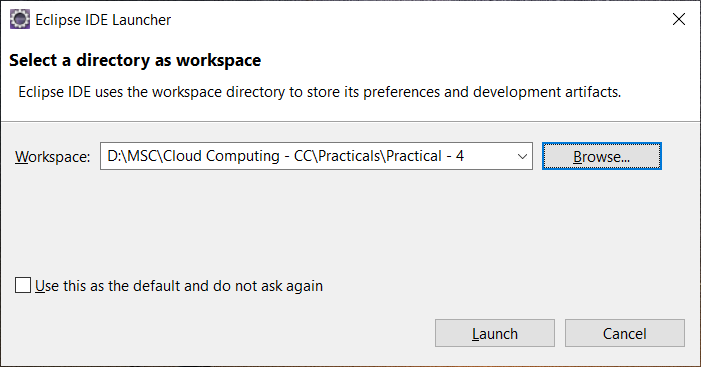 Eclipse IDE Launcher
Select a directory as workspace
Eclipse IDE uses the workspace directory to store its preferences and development artifacts.
Workspace: D:\MSC\Cloud Computing - CC\Practicals\Practical - 4 Browse...
Use this as the default and do not ask again
Launch Cancel